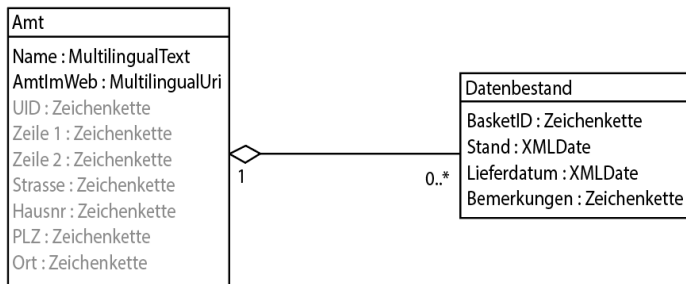 Amt
Name : MultilingualText
AmtImWeb : MultilingualUri
UID : Zeichenkette
Zeile 1 : Zeichenkette
Zeile 2 : Zeichenkette
Strasse : Zeichenkette
Hausnr : Zeichenkette
PLZ : Zeichenkette
Ort : Zeichenkette
1
0..*
Datenbestand
BasketID : Zeichenkette
Stand : XMLDate
Lieferdatum : XMLDate
Bemerkungen : Zeichenkette